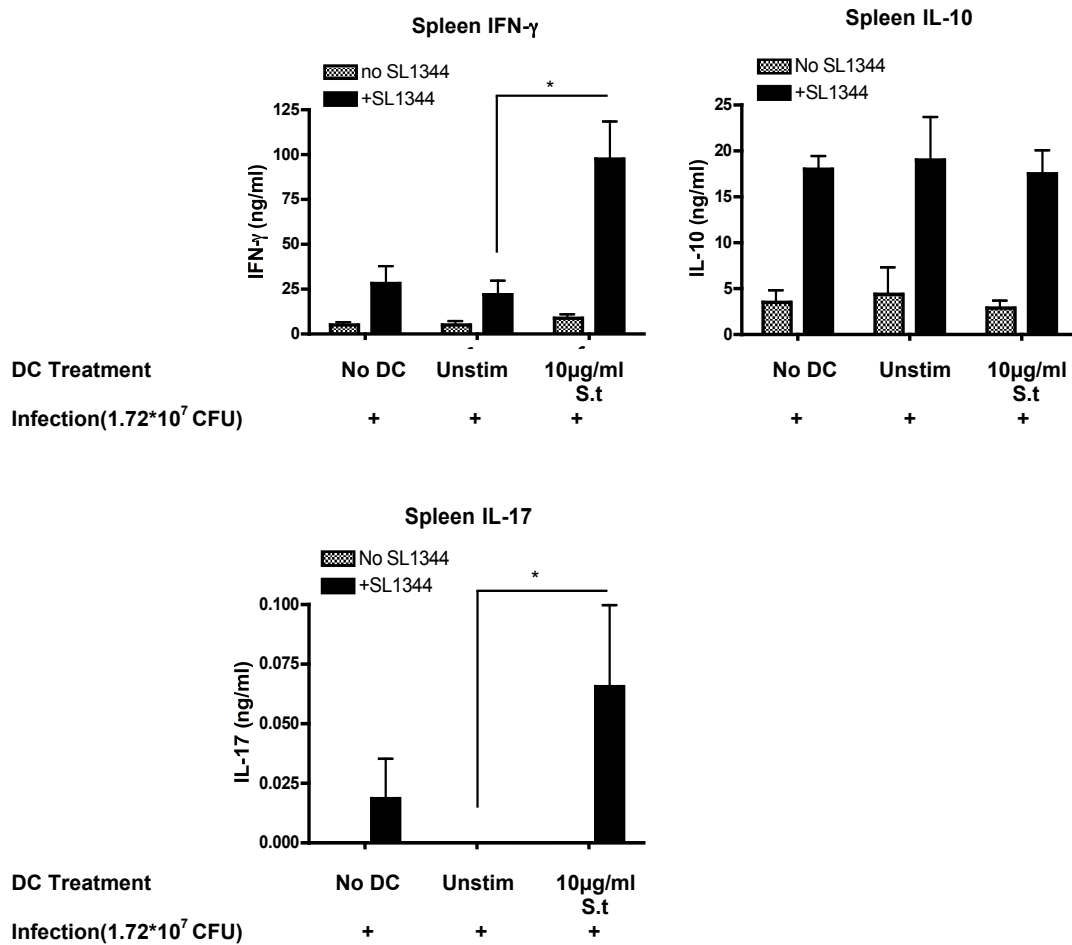 Spleen IFN-γ
no SL1344
+SL1344
*
125
100
75
50
25
0
IFN-γ (ng/ml)
Spleen IL-10
No SL1344
+SL1344
25
20
15
10
5
0
IL-10 (ng/ml)
DC Treatment No DC Unstim 10µg/ml S.t No DC Unstim 10µg/ml S.t
Infection(1.72*10⁷ CFU) + + + + + +
Spleen IL-17
No SL1344
+SL1344
*
0.100
0.075
0.050
0.025
0.000
IL-17 (ng/ml)
DC Treatment No DC Unstim 10µg/ml S.t
Infection(1.72*10⁷ CFU) + + +